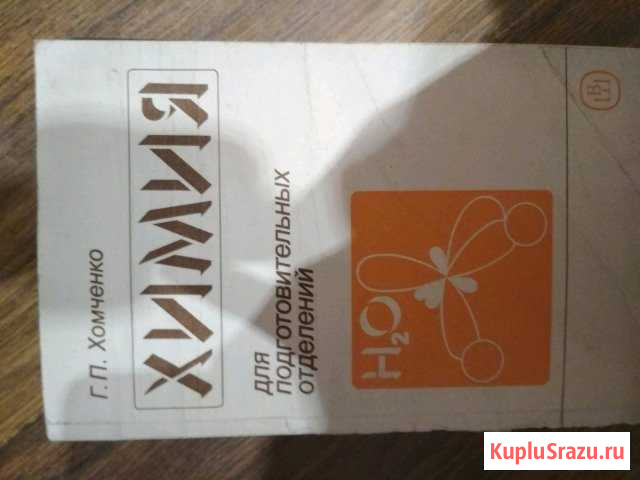 Г. П. Хомченко
ХИМИЯ
ДЛЯ
ПОДГОТОВИТЕЛЬНЫХ
ОТДЕЛЕНИЙ
H₂O
KupluSrazu.ru